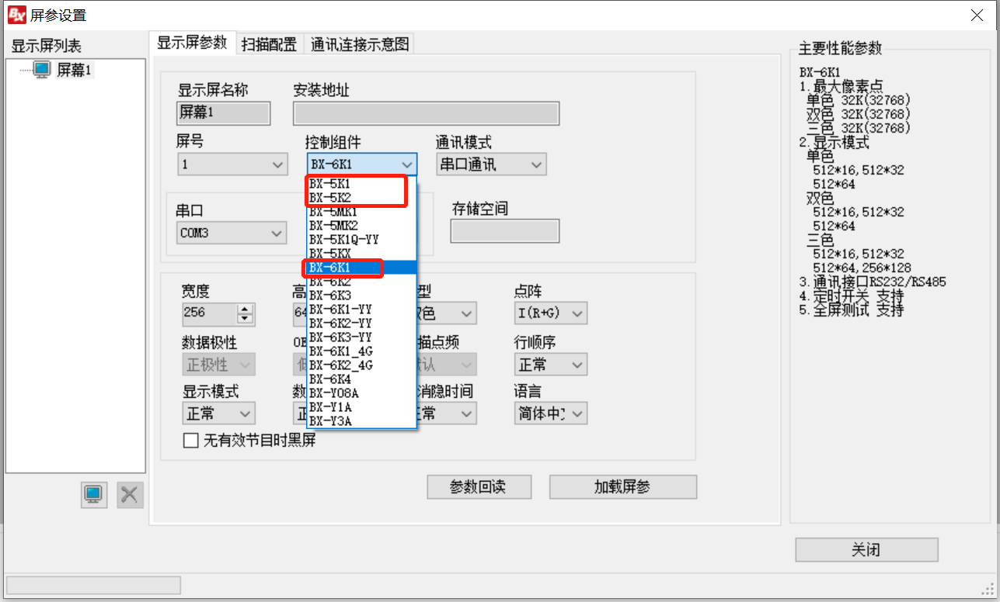 BX 屏参设置
显示屏列表
屏幕1
显示屏参数
扫描配置
通讯连接示意图
显示屏名称
安装地址
屏幕1
屏号
控制组件
通讯模式
1
BX-6K1
串口通讯
BX-5K1
BX-5K2
BX-5MK1
BX-5MK2
BX-5K1Q-YY
BX-5KX
BX-6K1
BX-6K2
BX-6K3
BX-6K1-YY
BX-6K2-YY
BX-6K3-YY
BX-6K1_4G
BX-6K2_4G
BX-6K4
BX-Y08A
BX-Y1A
BX-Y3A
串口
存储空间
COM3
宽度
高
型
点阵
256
64
色
I(R+G)
数据极性
描点频
行顺序
正极性
认
正常
显示模式
数
消隐时间
语言
正常
常
简体中
无有效节目时黑屏
参数回读
加载屏参
主要性能参数
BX-6K1
1.最大像素点
单色 32K(32768)
双色 32K(32768)
三色 32K(32768)
2.显示模式
单色
512*16,512*32
512*64
双色
512*16,512*32
512*64
三色
512*16,512*32
512*64,256*128
3.通讯接口RS232/RS485
4.定时开关 支持
5.全屏测试 支持
关闭